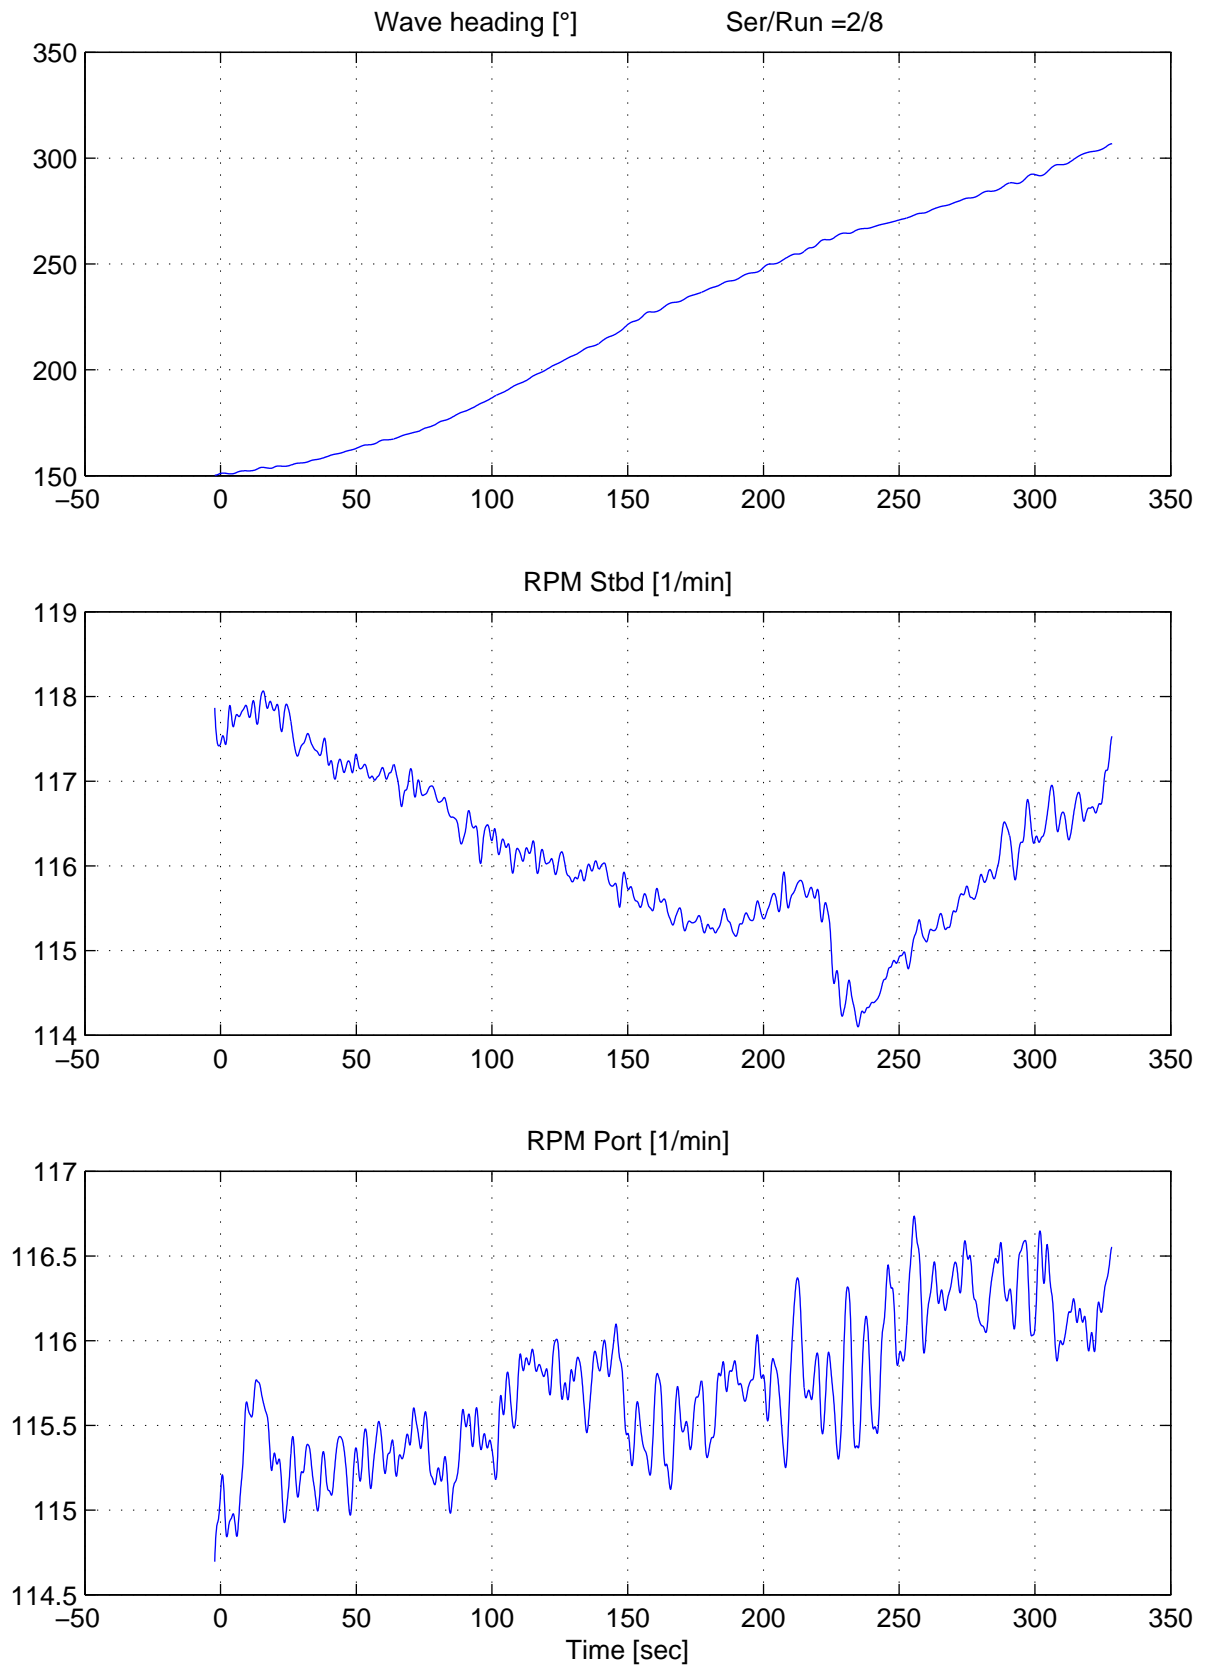 Wave heading [°] Ser/Run =2/8
350
300
250
200
150
−50 0 50 100 150 200 250 300 350
RPM Stbd [1/min]
119
118
117
116
115
114
−50 0 50 100 150 200 250 300 350
RPM Port [1/min]
117
116.5
116
115.5
115
114.5
−50 0 50 100 150 200 250 300 350
Time [sec]